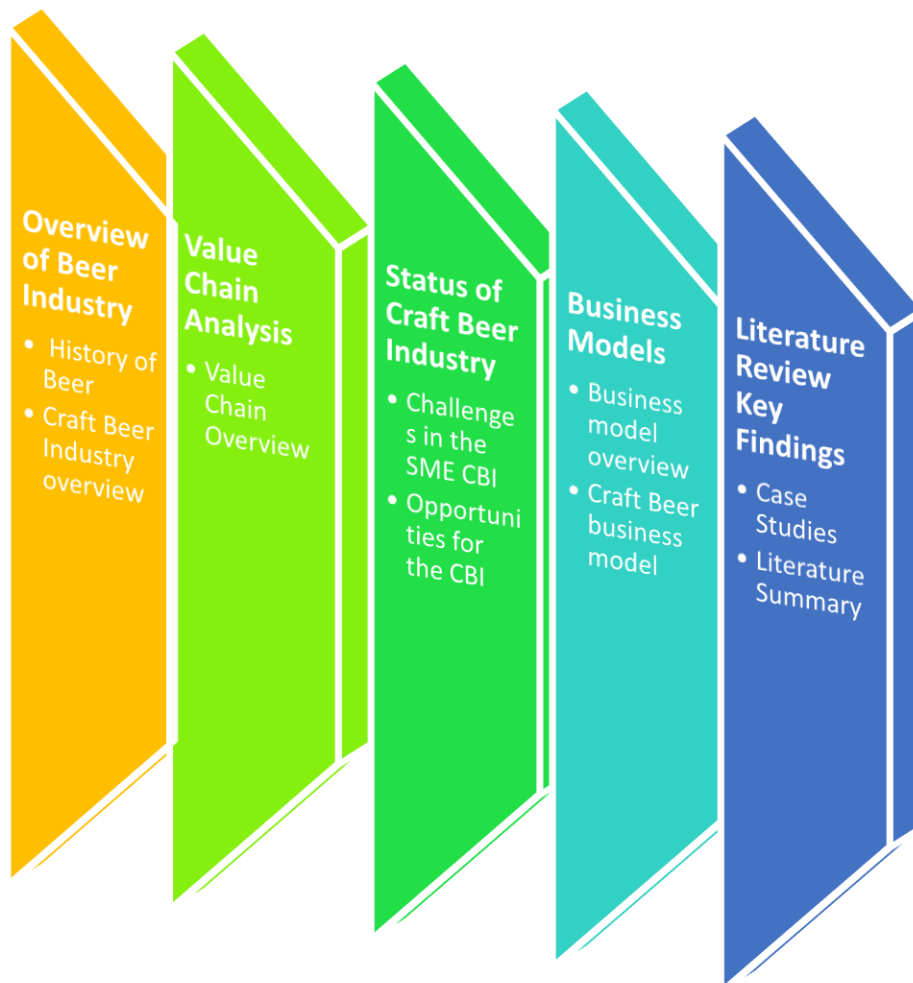 Overview
of Beer
Industry
• History of
Beer
• Craft Beer
Industry
overview
Value
Chain
Analysis
• Value
Chain
Overview
Status of
Craft Beer
Industry
• Challenge
s in the
SME CBI
• Opportuni
ties for
the CBI
Business
Models
• Business
model
overview
• Craft Beer
business
model
Literature
Review
Key
Findings
• Case
Studies
• Literature
Summary